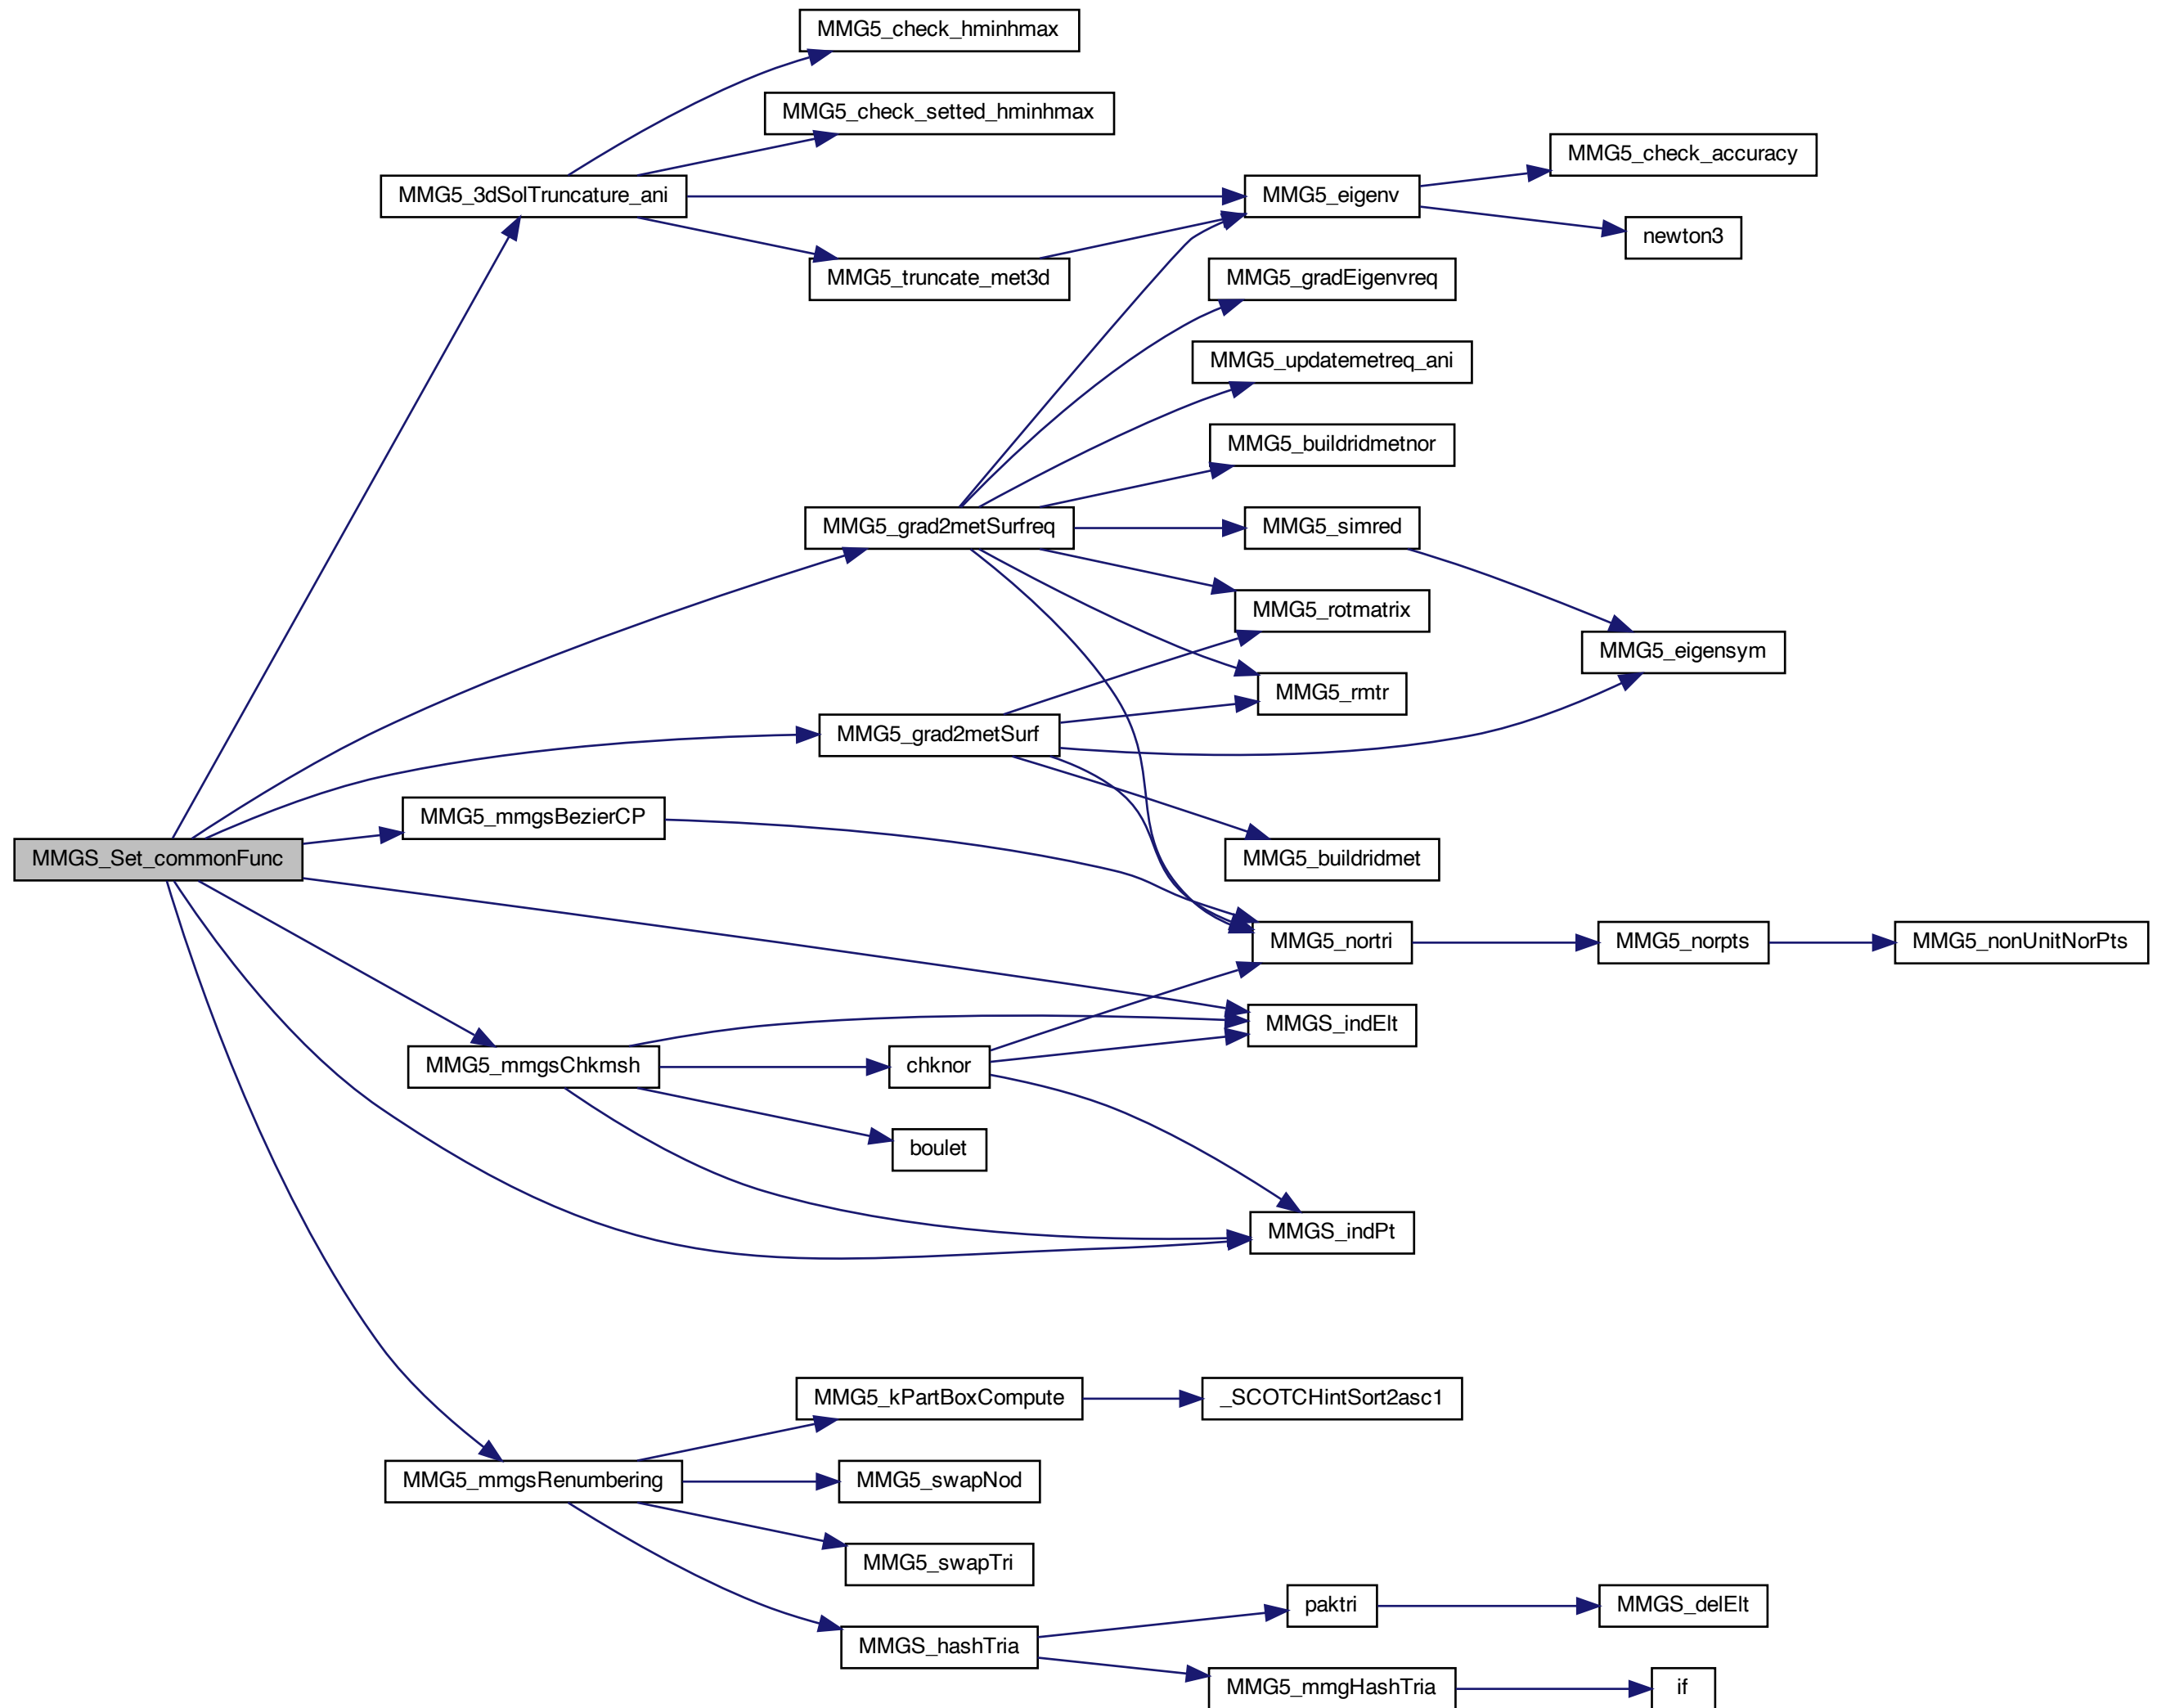 MMG5_check_hminhmax
MMG5_check_setted_hminhmax
MMG5_check_accuracy
MMG5_3dSolTruncature_ani
MMG5_eigenv
newton3
MMG5_truncate_met3d
MMG5_gradEigenvreq
MMG5_updatemetreq_ani
MMG5_buildridmetnor
MMG5_grad2metSurfreq
MMG5_simred
MMG5_rotmatrix
MMG5_eigensym
MMG5_rmtr
MMG5_grad2metSurf
MMG5_mmgsBezierCP
MMGS_Set_commonFunc
MMG5_buildridmet
MMG5_nortri
MMG5_norpts
MMG5_nonUnitNorPts
MMGS_indElt
MMG5_mmgsChkmsh
chknor
boulet
MMGS_indPt
MMG5_kPartBoxCompute
_SCOTCHintSort2asc1
MMG5_mmgsRenumbering
MMG5_swapNod
MMG5_swapTri
paktri
MMGS_delElt
MMGS_hashTria
MMG5_mmgHashTria
if